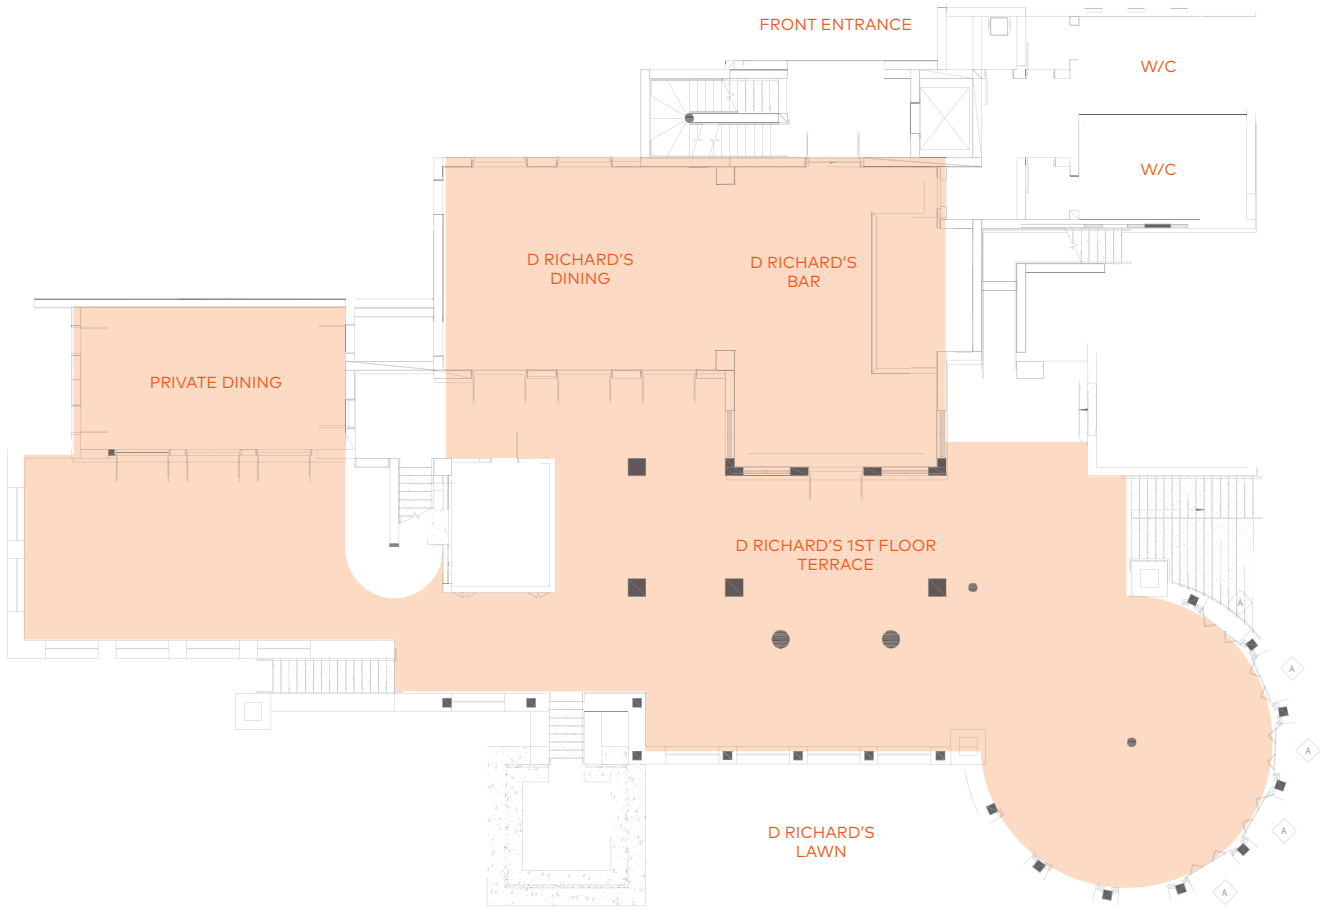 FRONT ENTRANCE
W/C
W/C
D RICHARD'S
DINING
D RICHARD'S
BAR
PRIVATE DINING
D RICHARD'S 1ST FLOOR
TERRACE
A
A
A
A
A
D RICHARD'S
LAWN